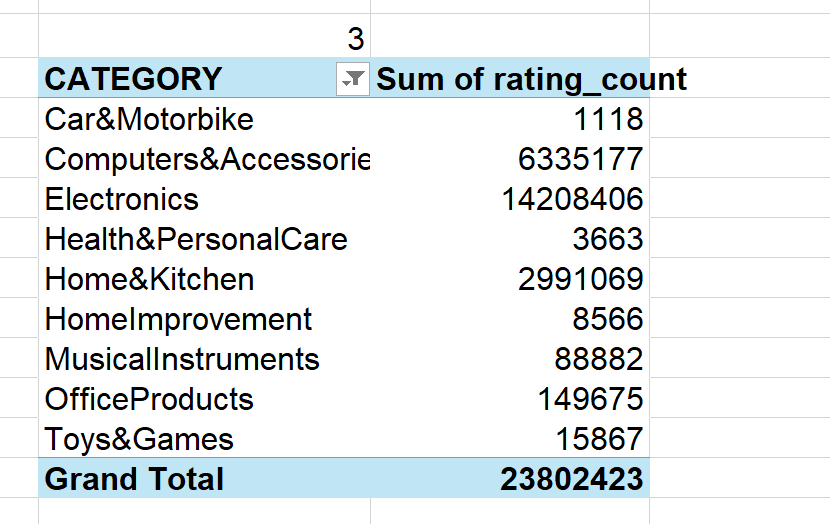 3
CATEGORY Sum of rating_count
Car&Motorbike 1118
Computers&Accessorie 6335177
Electronics 14208406
Health&PersonalCare 3663
Home&Kitchen 2991069
HomeImprovement 8566
MusicalInstruments 88882
OfficeProducts 149675
Toys&Games 15867
Grand Total 23802423